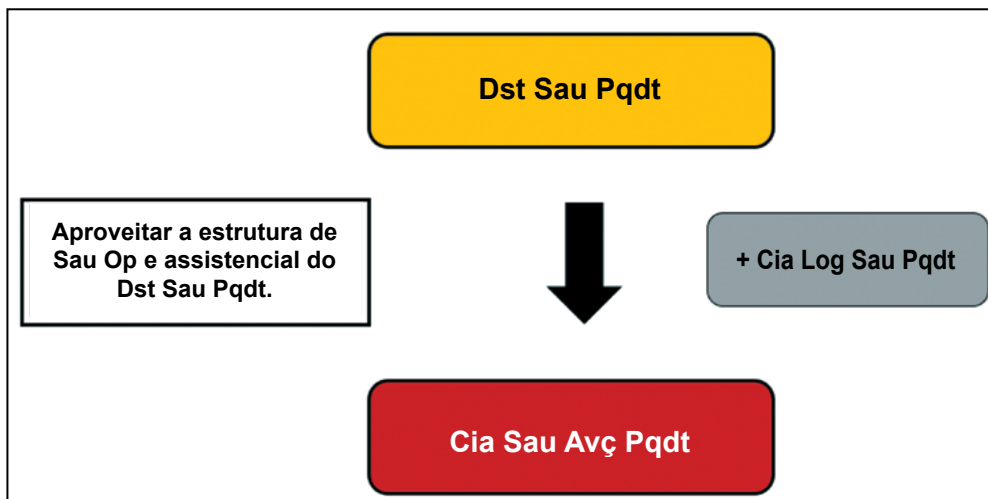 Dst Sau Pqdt
Aproveitar a estrutura de
Sau Op e assistencial do
Dst Sau Pqdt.
+ Cia Log Sau Pqdt
Cia Sau Avç Pqdt